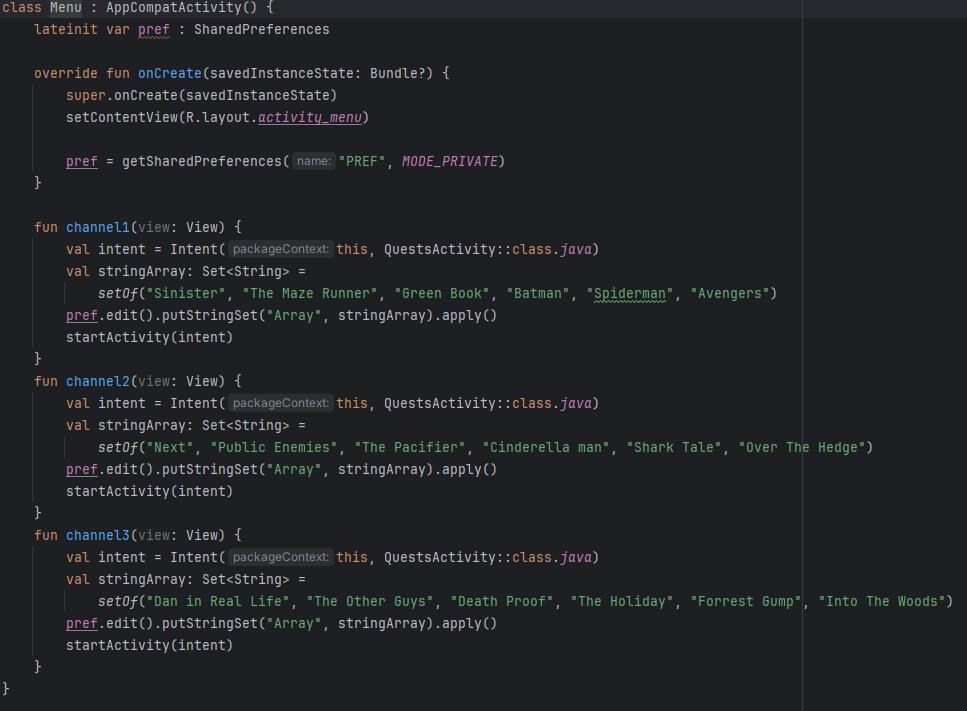 class Menu : AppCompatActivity() {
    lateinit var pref : SharedPreferences

    override fun onCreate(savedInstanceState: Bundle?) {
        super.onCreate(savedInstanceState)
        setContentView(R.layout.activity_menu)

        pref = getSharedPreferences( name: "PREF", MODE_PRIVATE)
    }

    fun channel1(view: View) {
        val intent = Intent( packageContext: this, QuestsActivity::class.java)
        val stringArray: Set<String> =
            setOf("Sinister", "The Maze Runner", "Green Book", "Batman", "Spiderman", "Avengers")
        pref.edit().putStringSet("Array", stringArray).apply()
        startActivity(intent)
    }
    fun channel2(view: View) {
        val intent = Intent( packageContext: this, QuestsActivity::class.java)
        val stringArray: Set<String> =
            setOf("Next", "Public Enemies", "The Pacifier", "Cinderella man", "Shark Tale", "Over The Hedge")
        pref.edit().putStringSet("Array", stringArray).apply()
        startActivity(intent)
    }
    fun channel3(view: View) {
        val intent = Intent( packageContext: this, QuestsActivity::class.java)
        val stringArray: Set<String> =
            setOf("Dan in Real Life", "The Other Guys", "Death Proof", "The Holiday", "Forrest Gump", "Into The Woods")
        pref.edit().putStringSet("Array", stringArray).apply()
        startActivity(intent)
    }
}